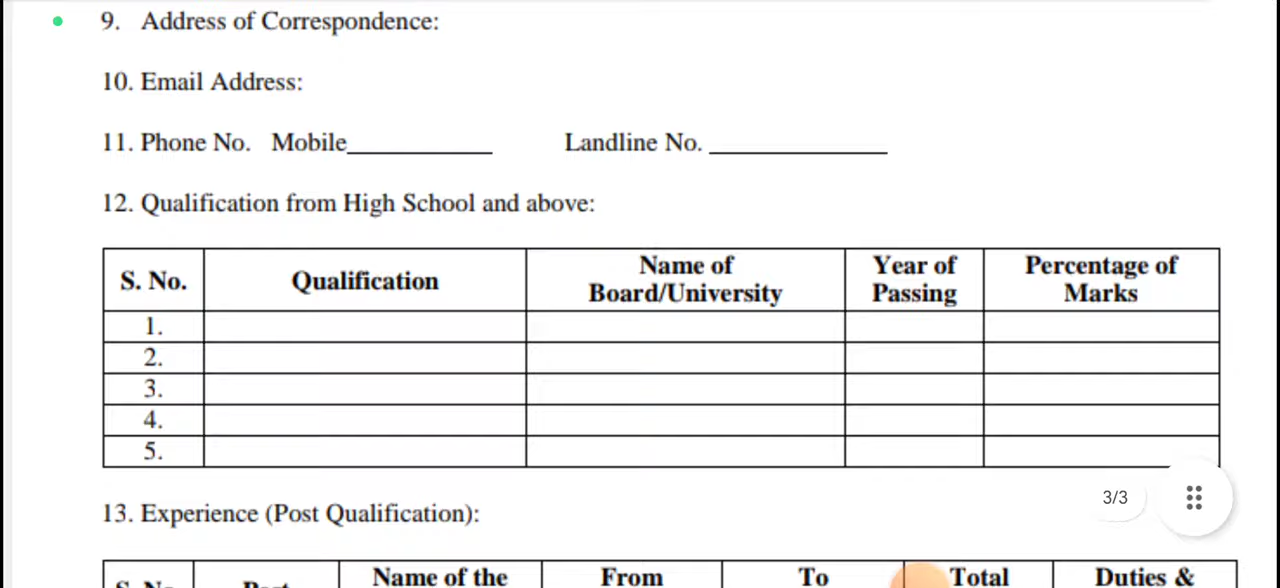 9. Address of Correspondence:
10. Email Address:
11. Phone No. Mobile__________ Landline No. ____________
12. Qualification from High School and above:
S. No. Qualification Name of Board/University Year of Passing Percentage of Marks
1.
2.
3.
4.
5.
3/3
13. Experience (Post Qualification):
Name of the From To Total Duties &